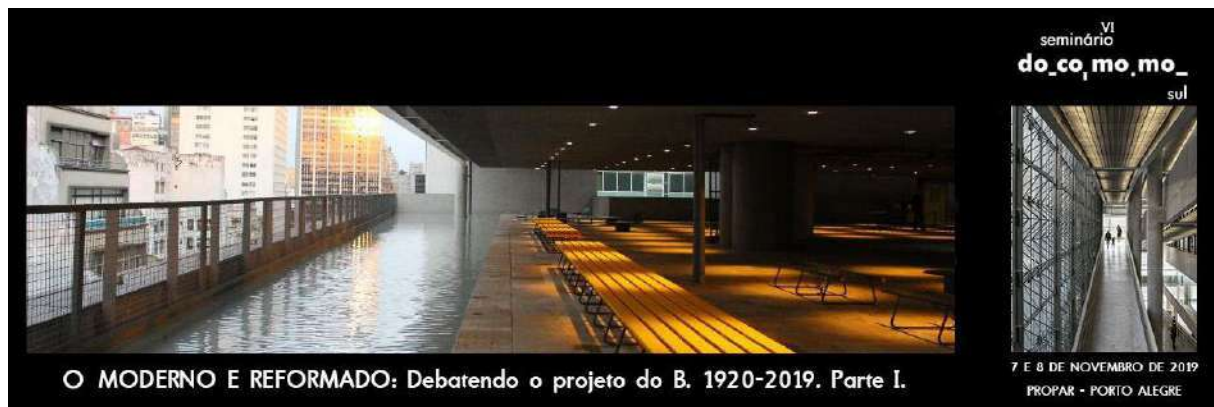 VI
seminário
do_co,mo.mo_
sul
O MODERNO E REFORMADO: Debatendo o projeto do B. 1920-2019. Parte I.
7 E 8 DE NOVEMBRO DE 2019
PROPAR - PORTO ALEGRE